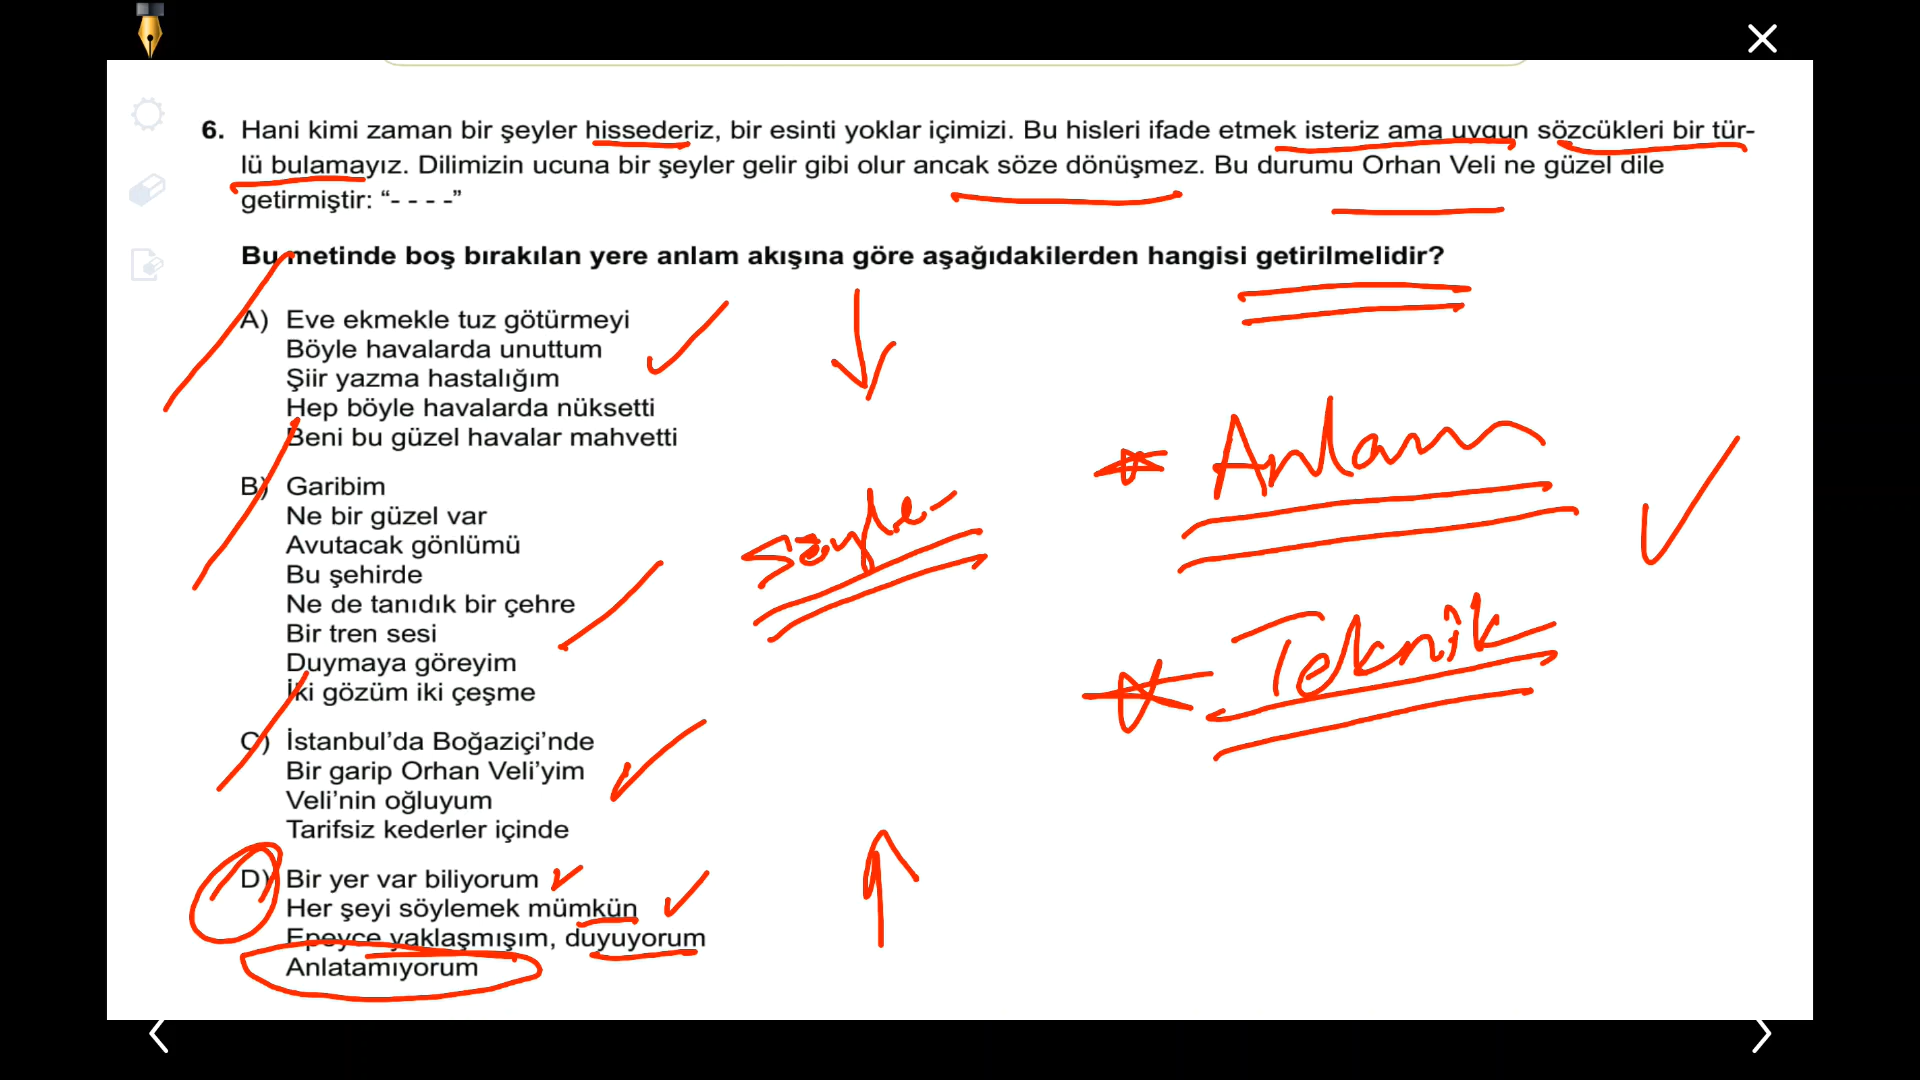 6. Hani kimi zaman bir şeyler hissederiz, bir esinti yoklar içimizi. Bu hisleri ifade etmek isteriz ama uygun sözcükleri bir tür-
lü bulamayız. Dilimizin ucuna bir şeyler gelir gibi olur ancak söze dönüşmez. Bu durumu Orhan Veli ne güzel dile
getirmiştir: “- - - -”
Bu metinde boş bırakılan yere anlam akışına göre aşağıdakilerden hangisi getirilmelidir?
A) Eve ekmekle tuz götürmeyi
Böyle havalarda unuttum
Şiir yazma hastalığım
Hep böyle havalarda nüksetti
Beni bu güzel havalar mahvetti
B) Garibim
Ne bir güzel var
Avutacak gönlümü
Bu şehirde
Ne de tanıdık bir çehre
Bir tren sesi
Duymaya göreyim
İki gözüm iki çeşme
C) İstanbul’da Boğaziçi’nde
Bir garip Orhan Veli’yim
Veli’nin oğluyum
Tarifsiz kederler içinde
D) Bir yer var biliyorum
Her şeyi söylemek mümkün
Epeyce yaklaşmışım, duyuyorum
Anlatamıyorum
Söyle-
Anlam
Teknik